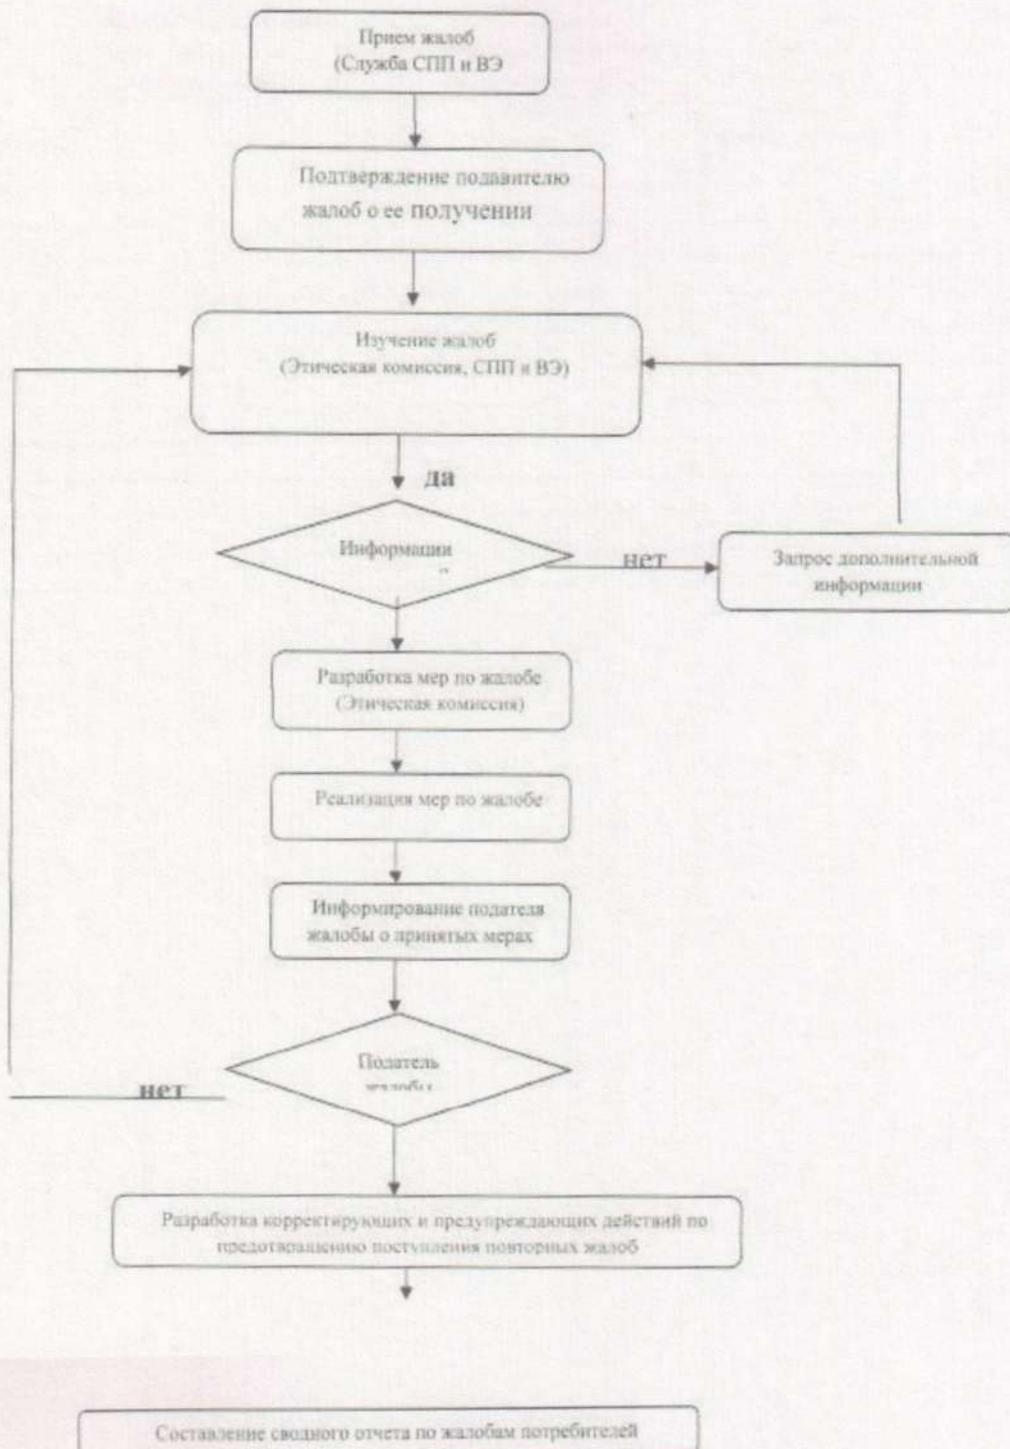 Прием жалоб
(Служба СПП и ВЭ
Подтверждение подавителю
жалоб о ее получении
Изучение жалоб
(Этическая комиссия, СПП и ВЭ)
да
Информации
нет
Запрос дополнительной
информации
Разработка мер по жалобе
(Этическая комиссия)
Реализация мер по жалобе
Информирование подателя
жалобы о принятых мерах
Податель
жалобы
нет
Разработка корректирующих и предупреждающих действий по
предотвращению поступления повторных жалоб
Составление сводного отчета по жалобам потребителей